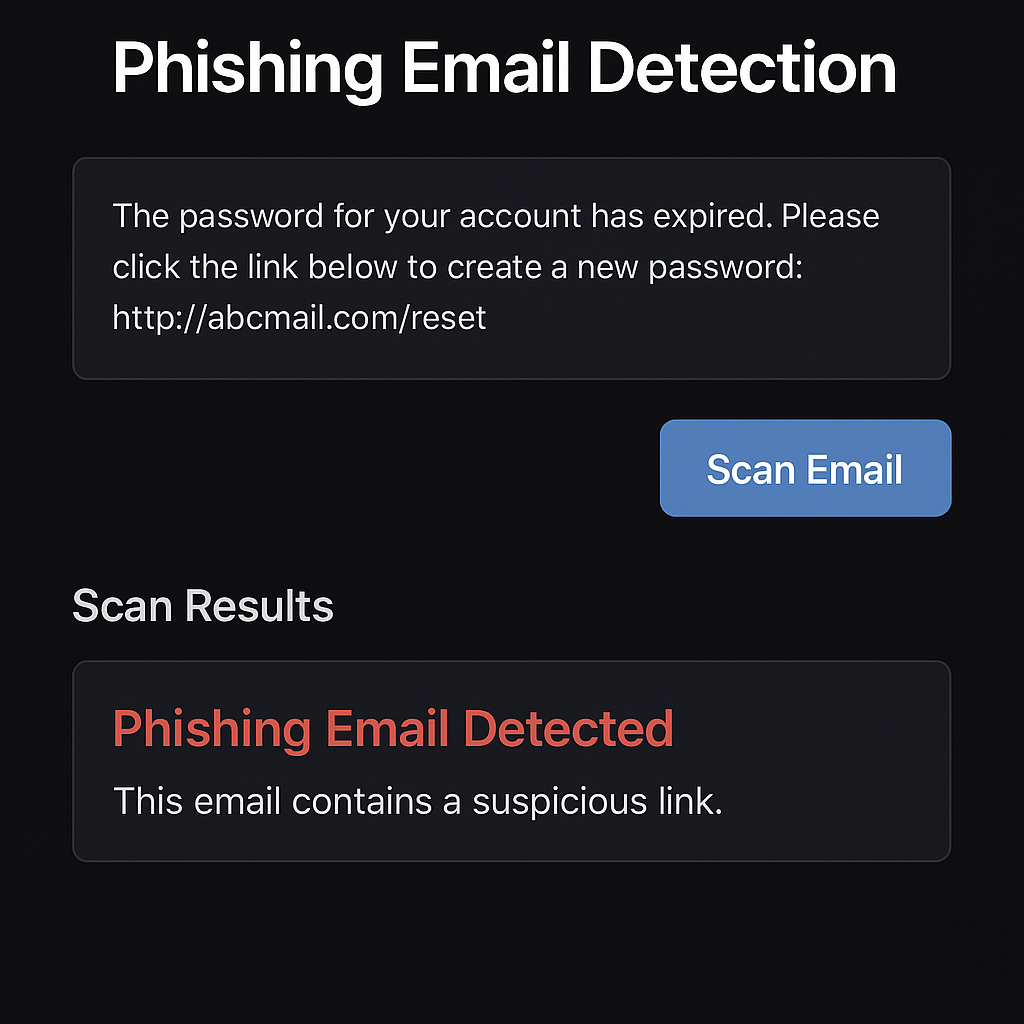 Phishing Email Detection
The password for your account has expired. Please
click the link below to create a new password:
http://abcmail.com/reset
Scan Email
Scan Results
Phishing Email Detected
This email contains a suspicious link.